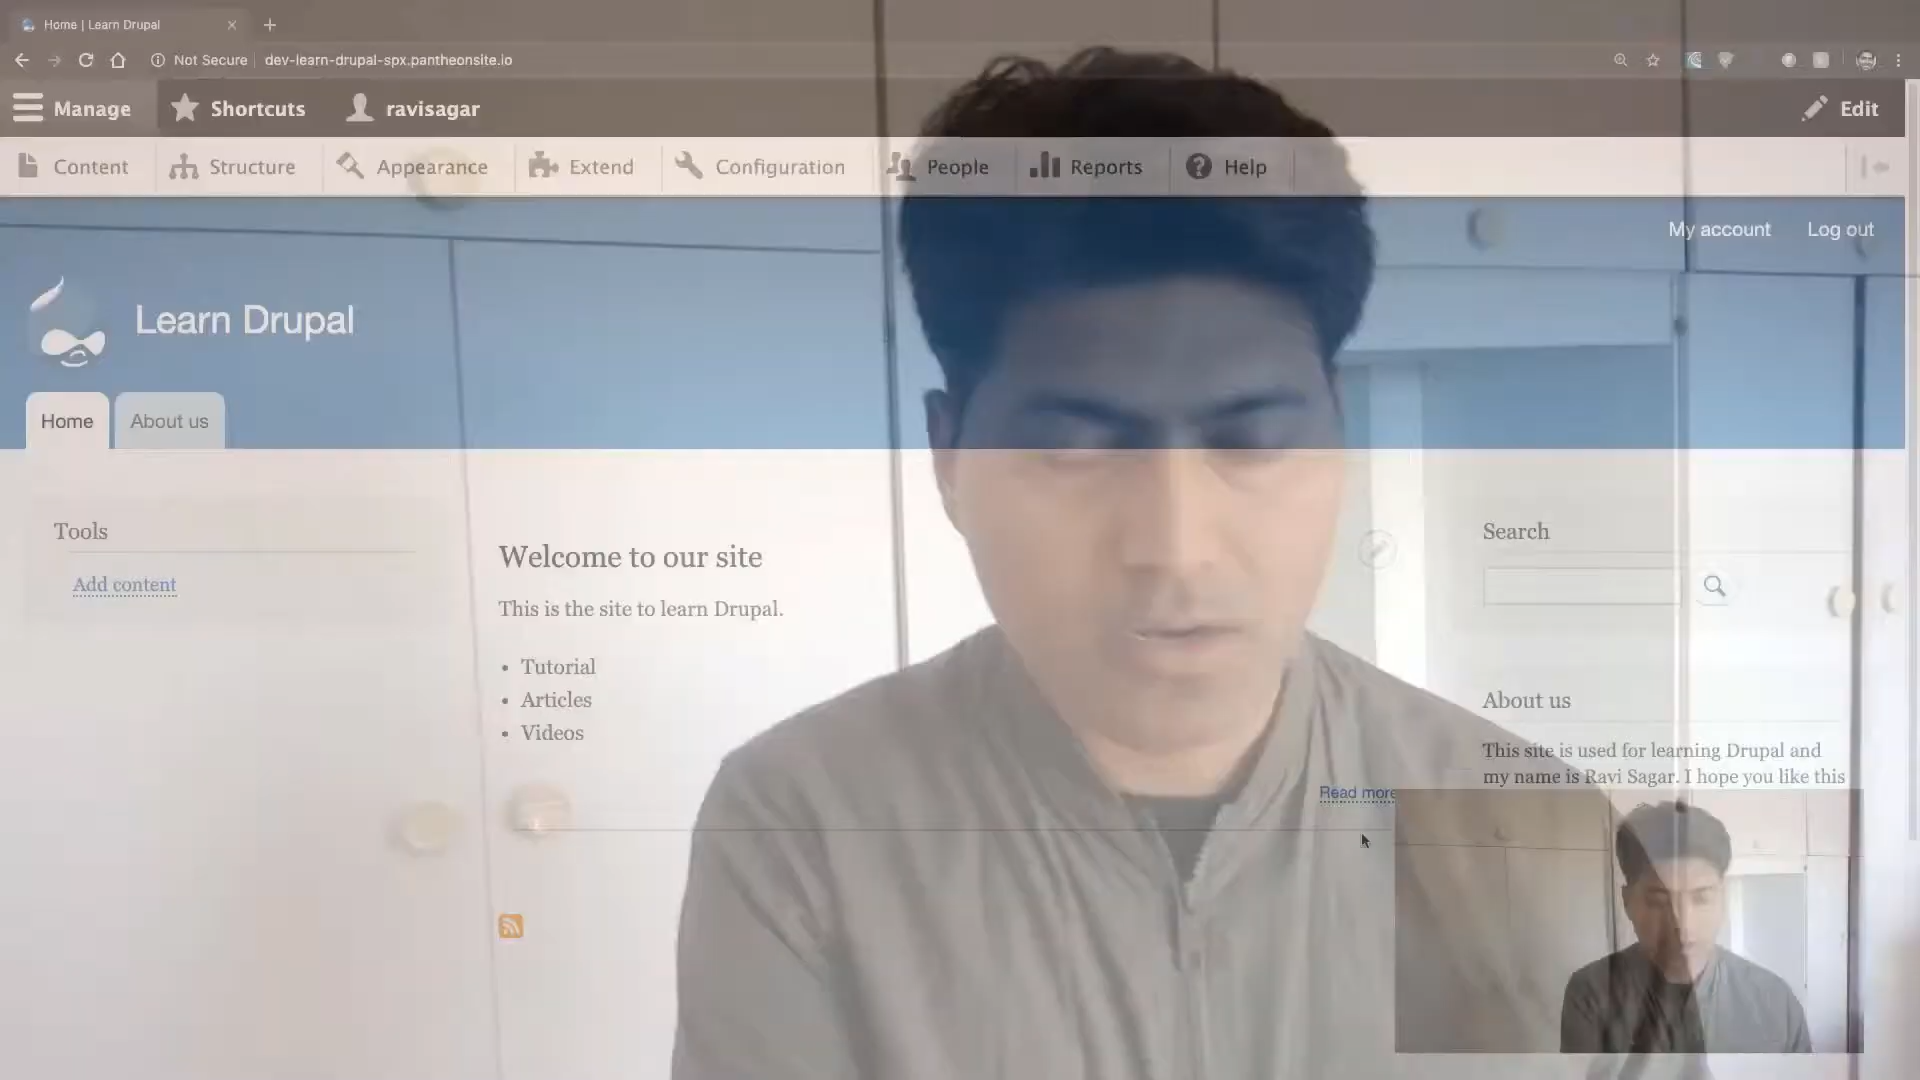 Home | Learn Drupal
Not Secure dev-learn-drupal-spx.pantheonsite.io
Manage Shortcuts ravisagar Edit
Content Structure Appearance Extend Configuration People Reports Help
My account Log out
Learn Drupal
Home About us
Tools
Add content
Welcome to our site
This is the site to learn Drupal.
Tutorial
Articles
Videos
Read more
Search
About us
This site is used for learning Drupal and
my name is Ravi Sagar. I hope you like this